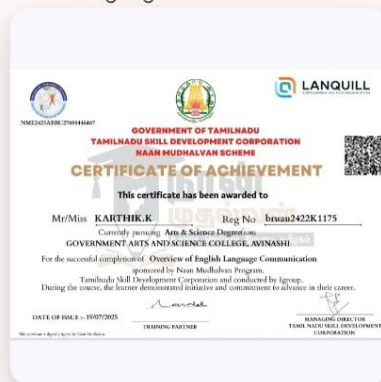 LANQUILL
GOVERNMENT OF TAMILNADU
TAMILNADU SKILL DEVELOPMENT CORPORATION
NAAN MUDHALVAN SCHEME
CERTIFICATE OF ACHIEVEMENT
This certificate has been awarded to
Mr/Miss KARTHIK.K Reg No bruau2422K1175
Currently pursuing Arts & Science Degree from
GOVERNMENT ARTS AND SCIENCE COLLEGE, AVINASHI
For the successful completion of Overview of English Language Communication
sponsored by Naan Mudhalvan Program,
Tamilnadu Skill Development Corporation and conducted by Igroup.
During the course, the learner demonstrated initiative and commitment to advance in their career.
DATE OF ISSUE :- 19/07/2025
TRAINING PARTNER
MANAGING DIRECTOR
TAMIL NADU SKILL DEVELOPMENT
CORPORATION